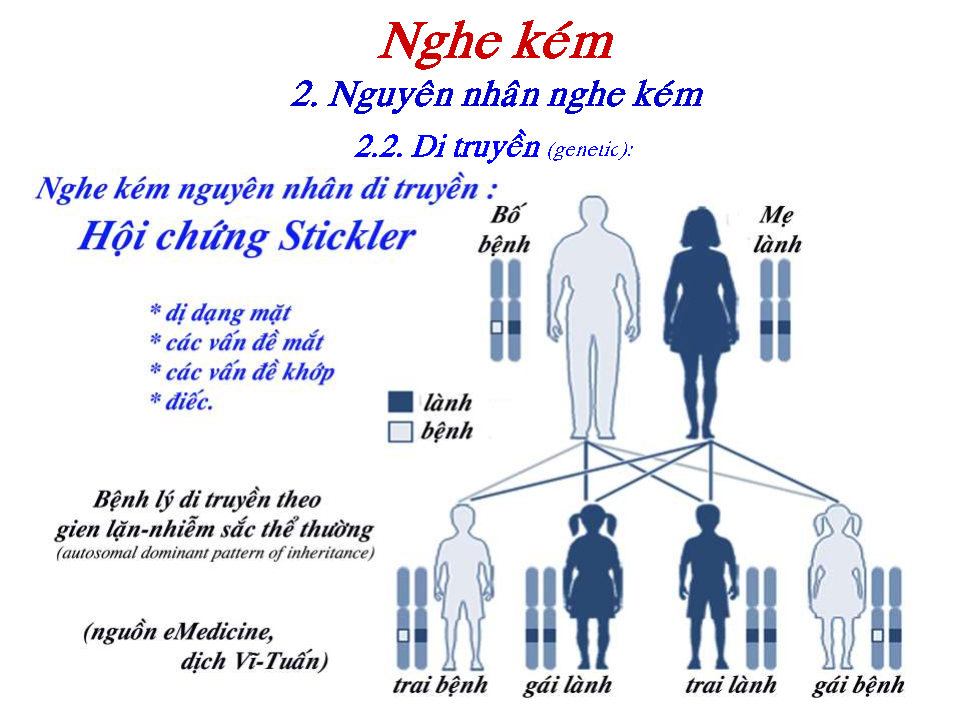 Nghe kém
2. Nguyên nhân nghe kém
2.2. Di truyền (genetic):
Nghe kém nguyên nhân di truyền :
Hội chứng Stickler
* dị dạng mặt
* các vấn đề mắt
* các vấn đề khớp
* điếc.
Bố
bệnh
Mẹ
lành
lành
bệnh
Bệnh lý di truyền theo
gien lặn-nhiễm sắc thể thường
(autosomal dominant pattern of inheritance)
(nguồn eMedicine,
dịch Vĩ-Tuấn)
trai bệnh
gái lành
trai lành
gái bệnh